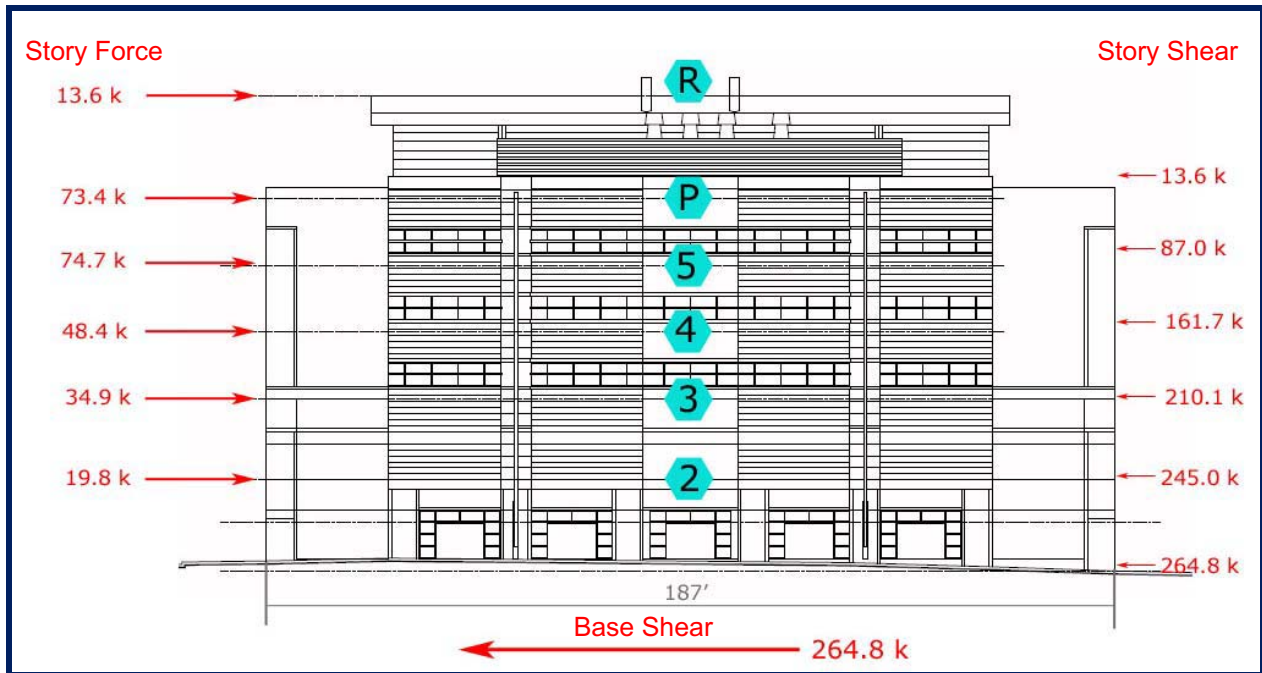 Story Force
Story Shear
R
13.6 k
13.6 k
P
73.4 k
87.0 k
5
74.7 k
161.7 k
4
48.4 k
210.1 k
3
34.9 k
245.0 k
2
19.8 k
264.8 k
187'
Base Shear
264.8 k